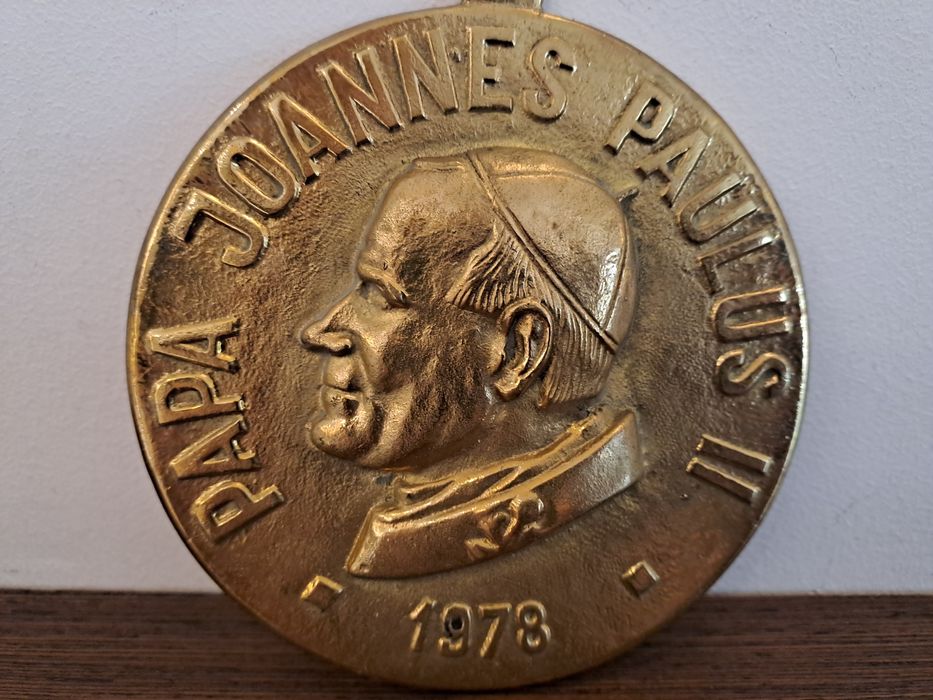 PAPA JOANNES PAULUS II
1978